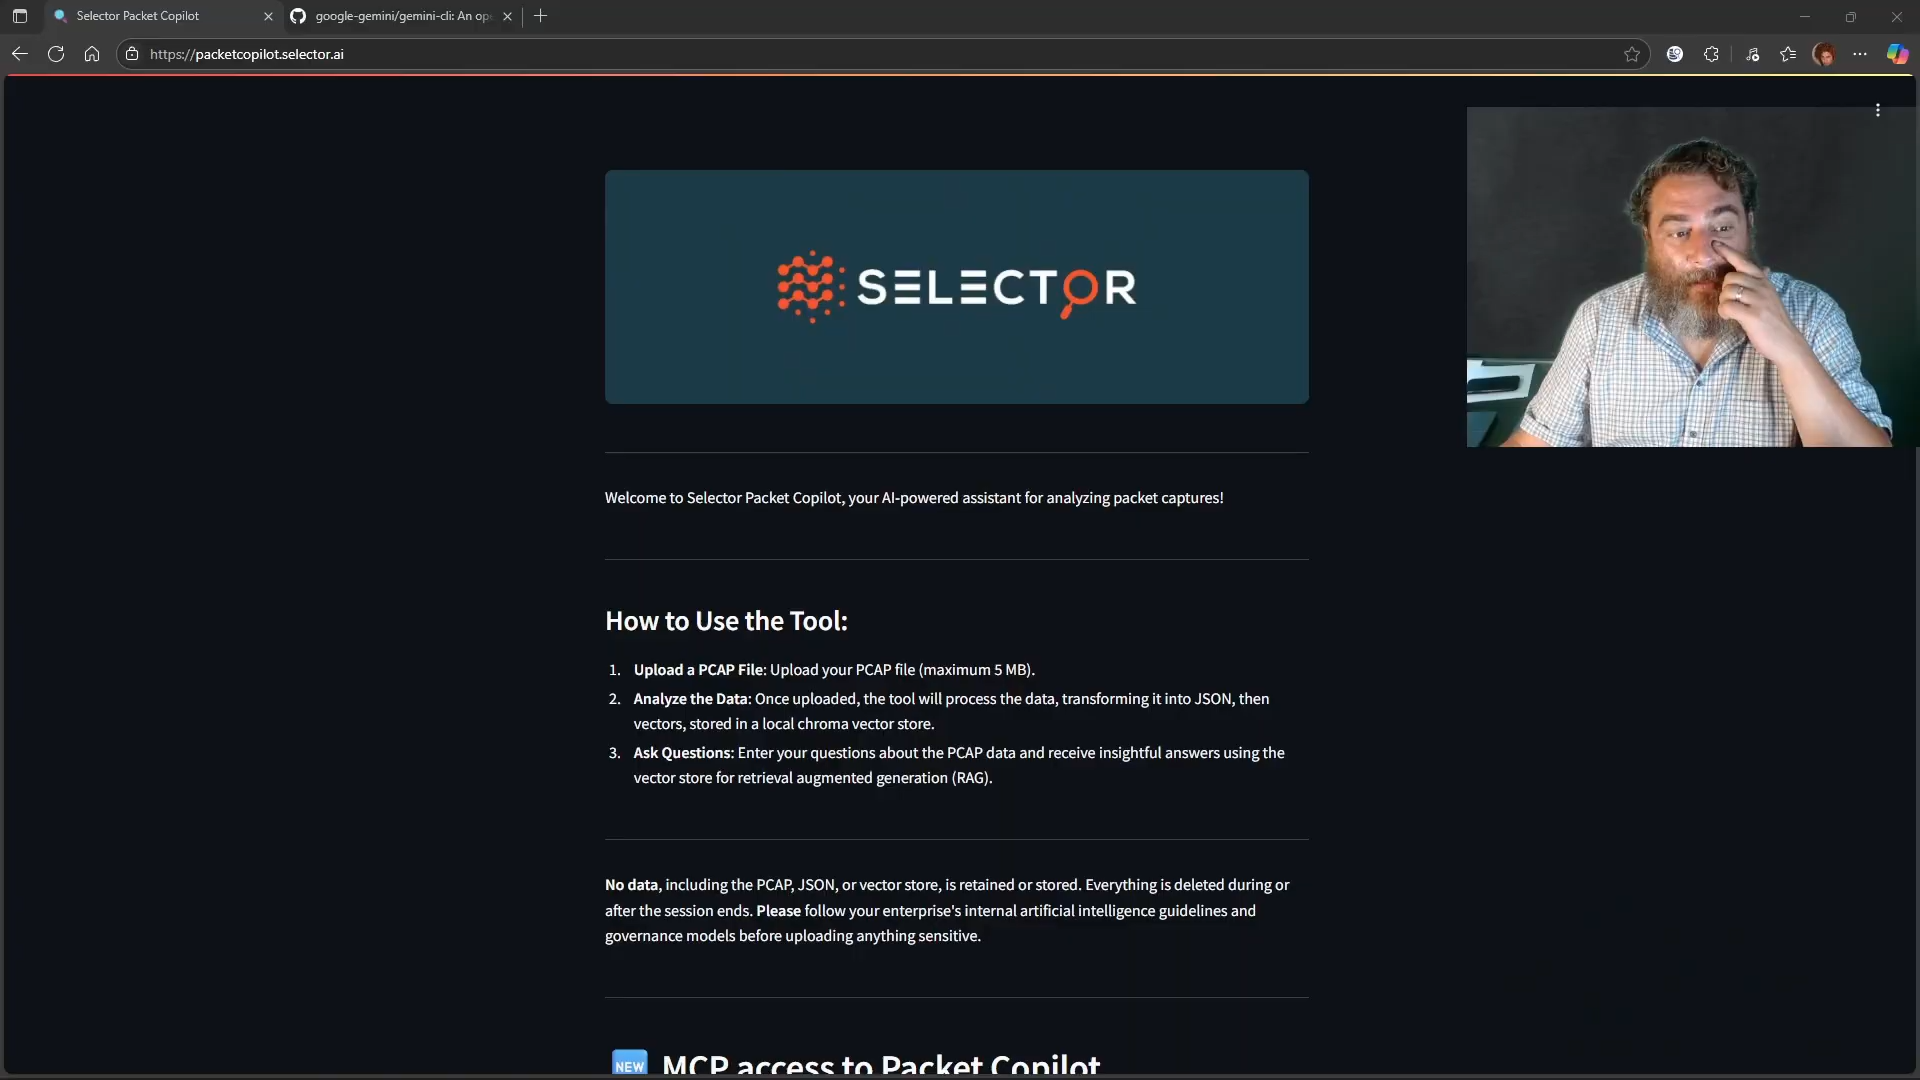 Selector Packet Copilot
google-gemini/gemini-cli: An op
https://packetcopilot.selector.ai
SELECTOR
Welcome to Selector Packet Copilot, your AI-powered assistant for analyzing packet captures!
How to Use the Tool:
1. Upload a PCAP File: Upload your PCAP file (maximum 5 MB).
2. Analyze the Data: Once uploaded, the tool will process the data, transforming it into JSON, then
vectors, stored in a local chroma vector store.
3. Ask Questions: Enter your questions about the PCAP data and receive insightful answers using the
vector store for retrieval augmented generation (RAG).
No data, including the PCAP, JSON, or vector store, is retained or stored. Everything is deleted during or
after the session ends. Please follow your enterprise's internal artificial intelligence guidelines and
governance models before uploading anything sensitive.
NEW MCP access to Packet Copilot